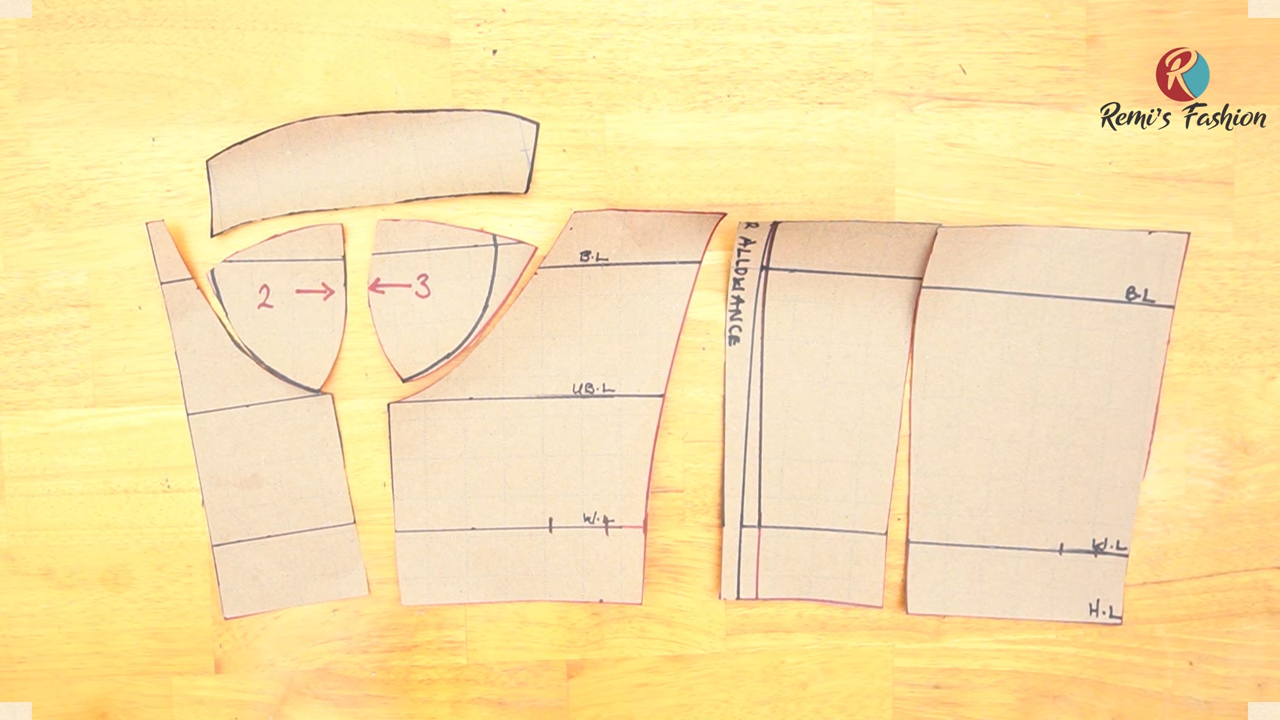 R
Remi's Fashion
R ALLOWANCE
B.L
2 →
← 3
B.L
UB.L
W.L
W.L
H.L